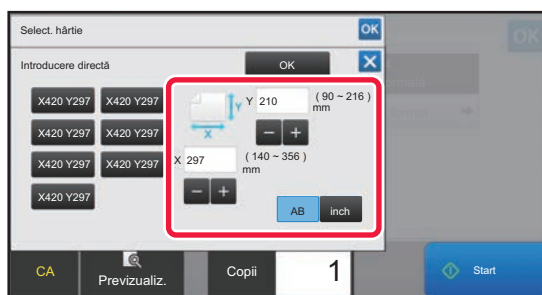 Select. hârtie
OK
OK
Introducere directă
OK
X420 Y297 X420 Y297
X420 Y297 X420 Y297
X420 Y297 X420 Y297
X420 Y297
Y
X
Y 210 ( 90 ~ 216 )
mm
X 297 ( 140 ~ 356 )
mm
AB inch
CA
Previzualiz.
Copii
1
Start